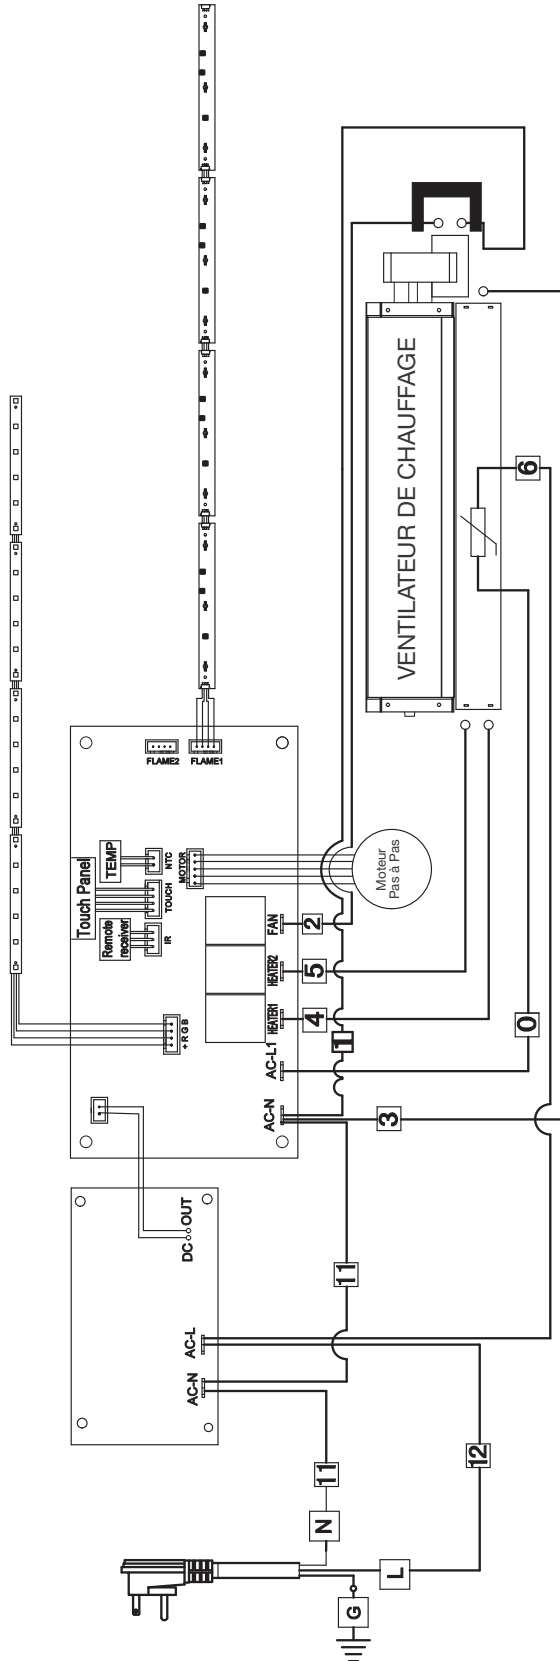 FLAME2
FLAME1
Touch Panel
TEMP
NTC
MOTOR
TOUCH
Remote
receiver
IR
+ R G B
FAN
HEATER2
HEATER1
AC-L1
AC-N
2
5
4
1
3
0
6
VENTILATEUR DE CHAUFFAGE
Moteur
Pas à Pas
DC OUT
AC-L
AC-N
11
11
12
N
L
G